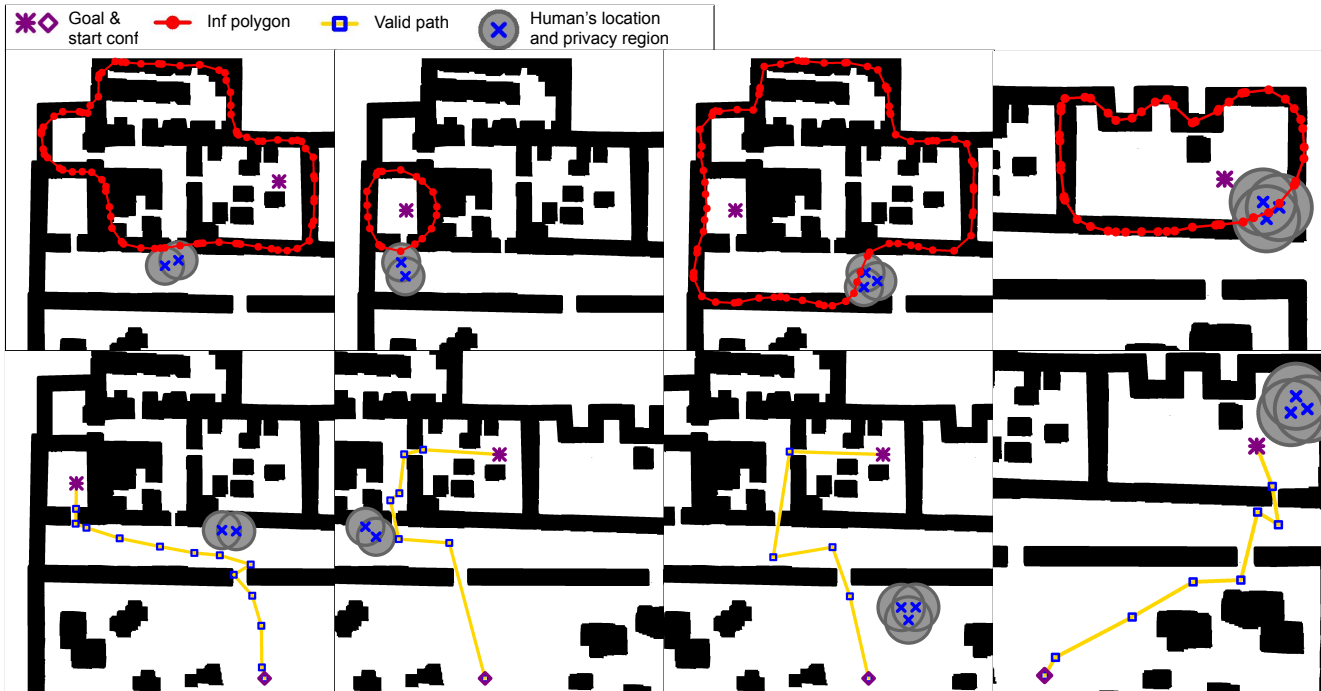 Goal &
start conf
Inf polygon
Valid path
Human's location
and privacy region